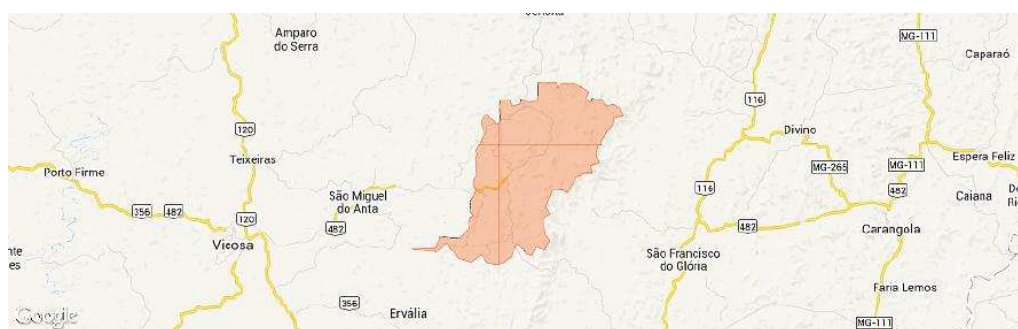 MG-111
Amparo
do Serra
Caparaó
116
120
Divino
Teixeiras
MG-265
MG-111
Espera Feliz
Porto Firme
116
482
São Miguel
do Anta
Caiana
356
482
120
482
482
Carangola
Viçosa
São Francisco
do Glória
Faria Lemos
356
Ervália
MG-111
Google